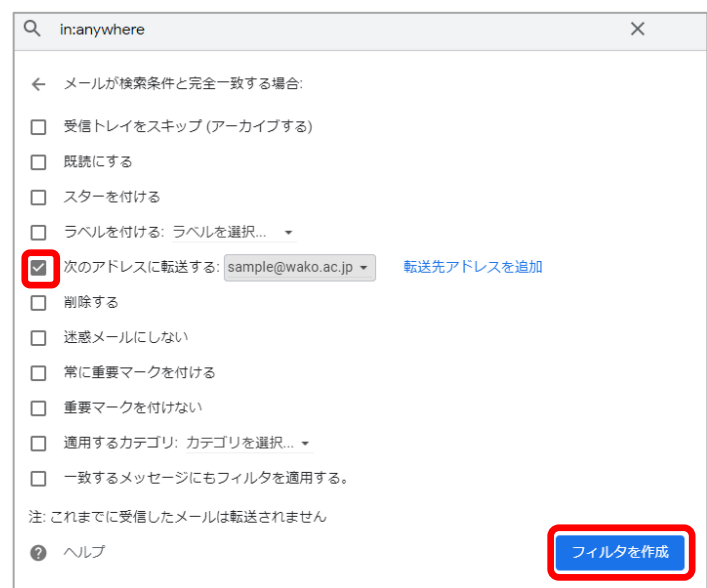 in:anywhere
メールが検索条件と完全一致する場合:
受信トレイをスキップ (アーカイブする)
既読にする
スターを付ける
ラベルを付ける: ラベルを選択...
次のアドレスに転送する: sample@wako.ac.jp 転送先アドレスを追加
削除する
迷惑メールにしない
常に重要マークを付ける
重要マークを付けない
適用するカテゴリ: カテゴリを選択...
一致するメッセージにもフィルタを適用する。
注: これまでに受信したメールは転送されません
ヘルプ フィルタを作成